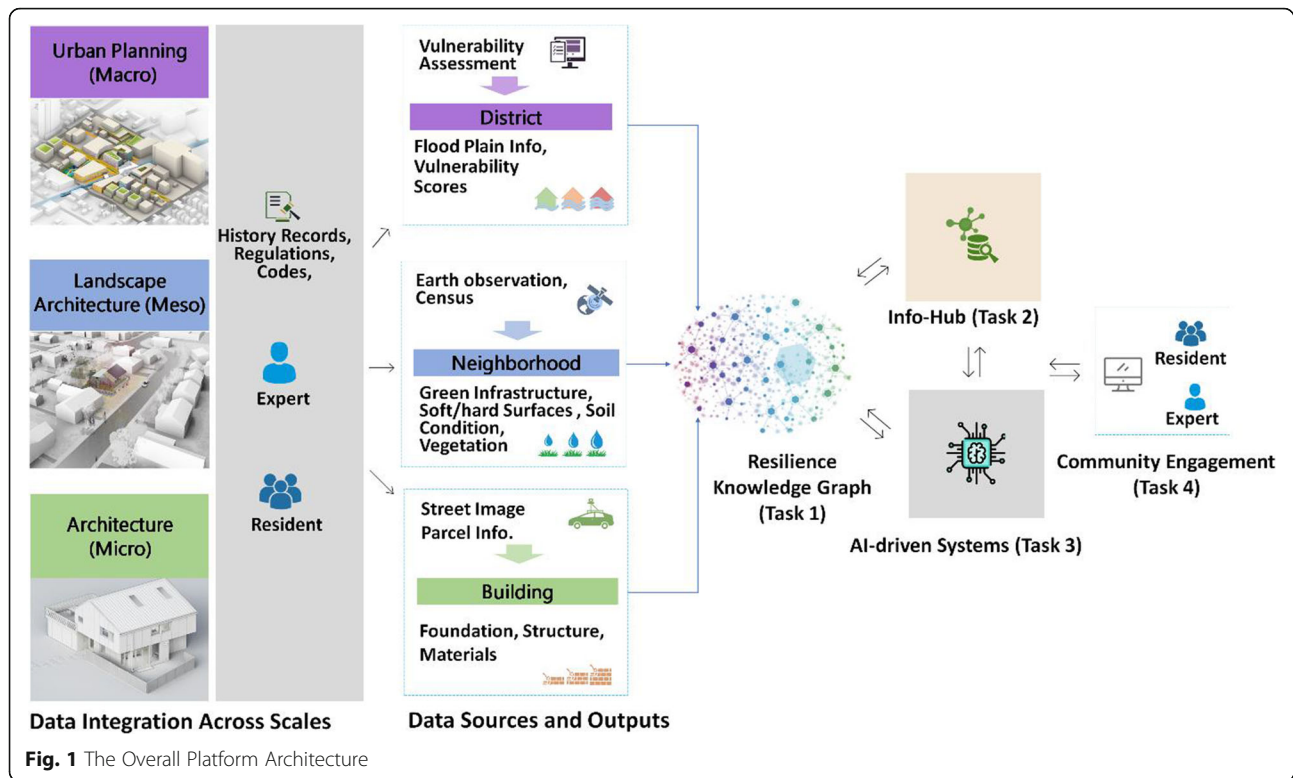 Urban Planning
(Macro)
Landscape
Architecture (Meso)
Architecture
(Micro)
History Records,
Regulations,
Codes,
Expert
Resident
Data Integration Across Scales
Vulnerability
Assessment
District
Flood Plain Info,
Vulnerability
Scores
Earth observation,
Census
Neighborhood
Green Infrastructure,
Soft/hard Surfaces , Soil
Condition,
Vegetation
Street Image
Parcel Info.
Building
Foundation, Structure,
Materials
Data Sources and Outputs
Resilience
Knowledge Graph
(Task 1)
Info-Hub (Task 2)
AI-driven Systems (Task 3)
Resident
Expert
Community Engagement
(Task 4)
Fig. 1 The Overall Platform Architecture